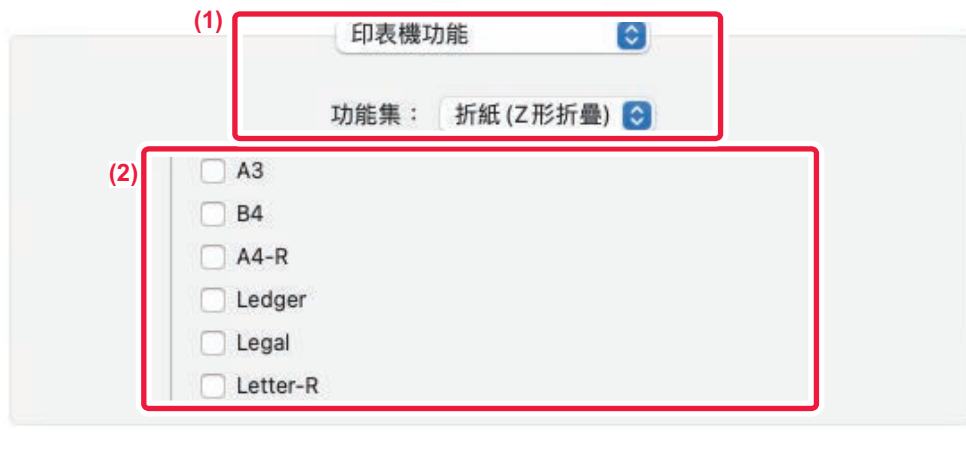 (1)
印表機功能
功能集： 折紙 (Z 形折疊)
(2)
A3
B4
A4-R
Ledger
Legal
Letter-R